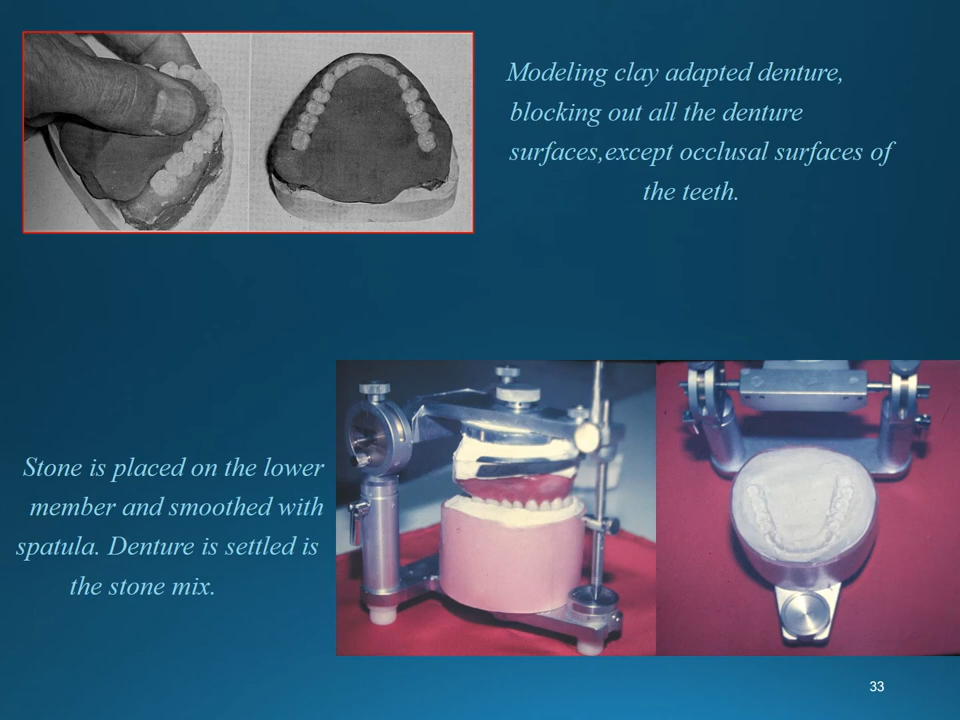 Modeling clay adapted denture,
blocking out all the denture
surfaces,except occlusal surfaces of
the teeth.
Stone is placed on the lower
member and smoothed with
spatula. Denture is settled is
the stone mix.
33